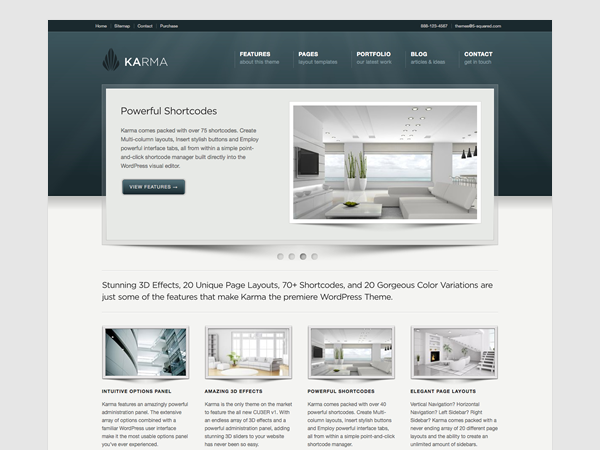 Home | Sitemap | Contact | Purchase
| themes@5-squared.com
KARMA
FEATURES
about this theme
PAGES
layout templates
PORTFOLIO
our latest work
BLOG
articles & ideas
CONTACT
get in touch
Powerful Shortcodes
Karma comes packed with over 75 shortcodes. Create
Multi-column layouts, Insert stylish buttons and Employ
powerful interface tabs, all from within a simple point-
and-click shortcode manager built directly into the
WordPress visual editor.
VIEW FEATURES →
Stunning 3D Effects, 20 Unique Page Layouts, 70+ Shortcodes, and 20 Gorgeous Color Variations are
just some of the features that make Karma the premiere WordPress Theme.
INTUITIVE OPTIONS PANEL
Karma features an amazingly powerful
administration panel. The extensive
array of options combined with a
familiar WordPress user interface
make it the most usable options panel
you've ever experienced.
AMAZING 3D EFFECTS
Karma is the only theme on the market
to feature the all new CU3ER v1. With
an endless array of 3D effects and a
powerful administration panel, adding
stunning 3D sliders to your website
has never been so easy.
POWERFUL SHORTCODES
Karma comes packed with over 40
powerful shortcodes. Create Multi-
column layouts, insert stylish buttons
and Employ powerful interface tabs,
all from within a simple point-and-click
shortcode manager.
ELEGANT PAGE LAYOUTS
Vertical Navigation? Horizontal
Navigation? Left Sidebar? Right
Sidebar? Karma comes packed with a
never ending array of 20 different page
layouts and the ability to create an
unlimited amount of sidebars.